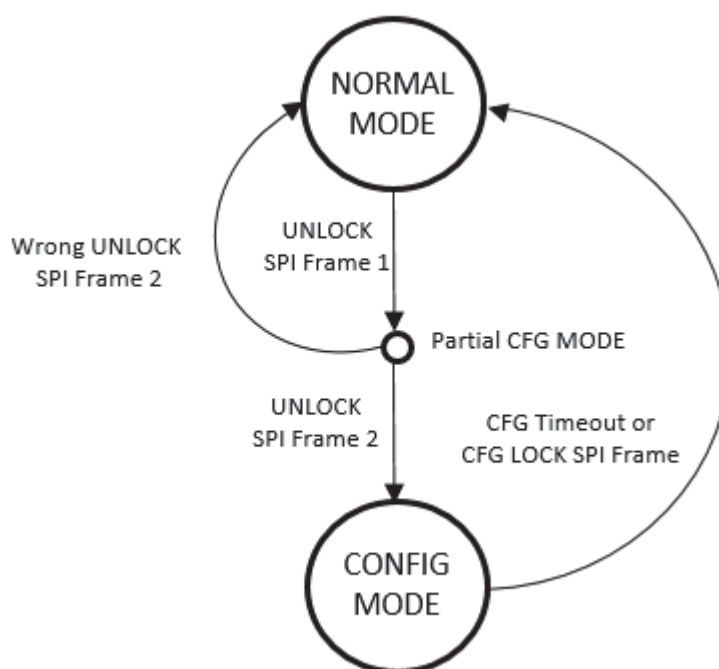 NORMAL
MODE
UNLOCK
SPI Frame 1
Wrong UNLOCK
SPI Frame 2
Partial CFG MODE
UNLOCK
SPI Frame 2
CFG Timeout or
CFG LOCK SPI Frame
CONFIG
MODE